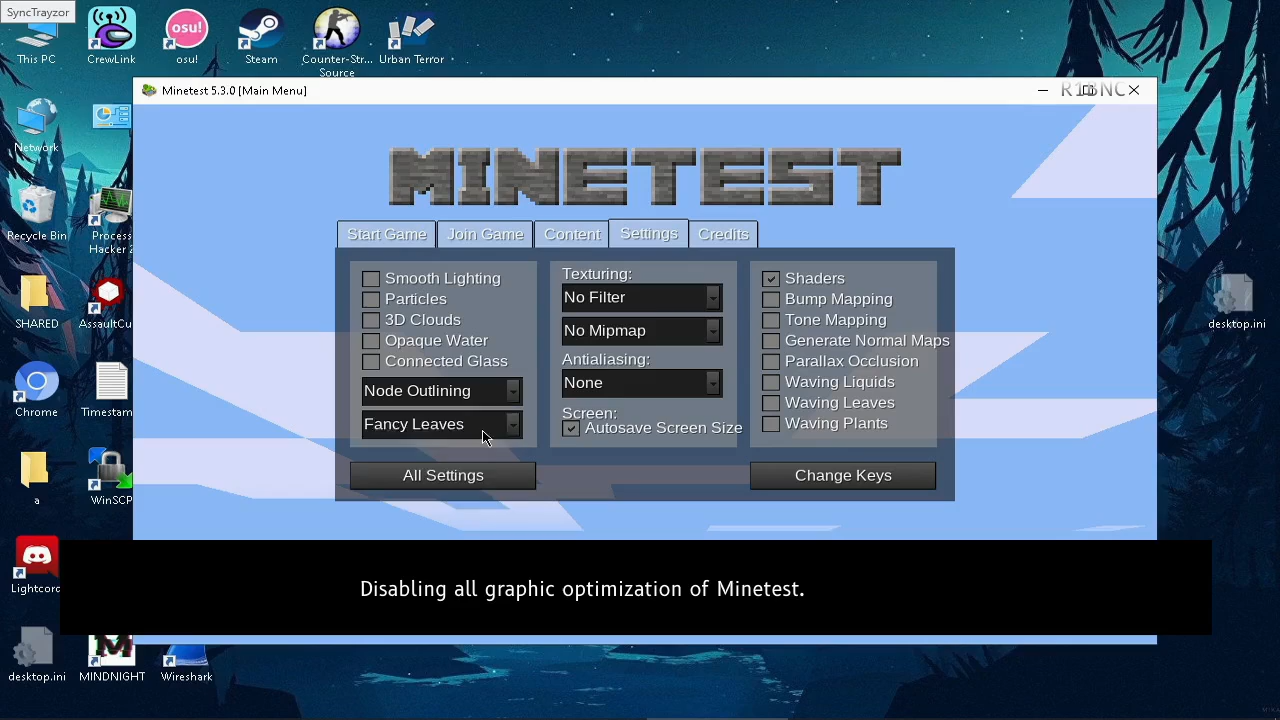 SyncTrayzor
This PC
CrewLink
osu!
osu!
Steam
Counter-Str...
Source
Urban Terror
Minetest 5.3.0 [Main Menu]
R1BNC
Network
MINETEST
Recycle Bin
Process
Hacker 2
Start Game
Join Game
Content
Settings
Credits
Smooth Lighting
Particles
3D Clouds
Opaque Water
Connected Glass
Node Outlining
Fancy Leaves
All Settings
Texturing:
No Filter
No Mipmap
Antialiasing:
None
Screen:
Autosave Screen Size
Shaders
Bump Mapping
Tone Mapping
Generate Normal Maps
Parallax Occlusion
Waving Liquids
Waving Leaves
Waving Plants
Change Keys
SHARED
AssaultCu
desktop.ini
Chrome
Timestam
a
WinSCP
Lightcord
Disabling all graphic optimization of Minetest.
desktop.ini
MINDNIGHT
Wireshark